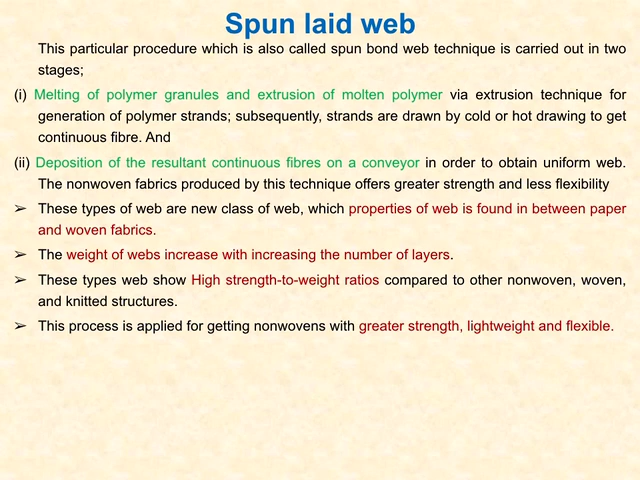 Spun laid web
This particular procedure which is also called spun bond web technique is carried out in two
stages;
(i) Melting of polymer granules and extrusion of molten polymer via extrusion technique for
generation of polymer strands; subsequently, strands are drawn by cold or hot drawing to get
continuous fibre. And
(ii) Deposition of the resultant continuous fibres on a conveyor in order to obtain uniform web.
The nonwoven fabrics produced by this technique offers greater strength and less flexibility
➢ These types of web are new class of web, which properties of web is found in between paper
and woven fabrics.
➢ The weight of webs increase with increasing the number of layers.
➢ These types web show High strength-to-weight ratios compared to other nonwoven, woven,
and knitted structures.
➢ This process is applied for getting nonwovens with greater strength, lightweight and flexible.